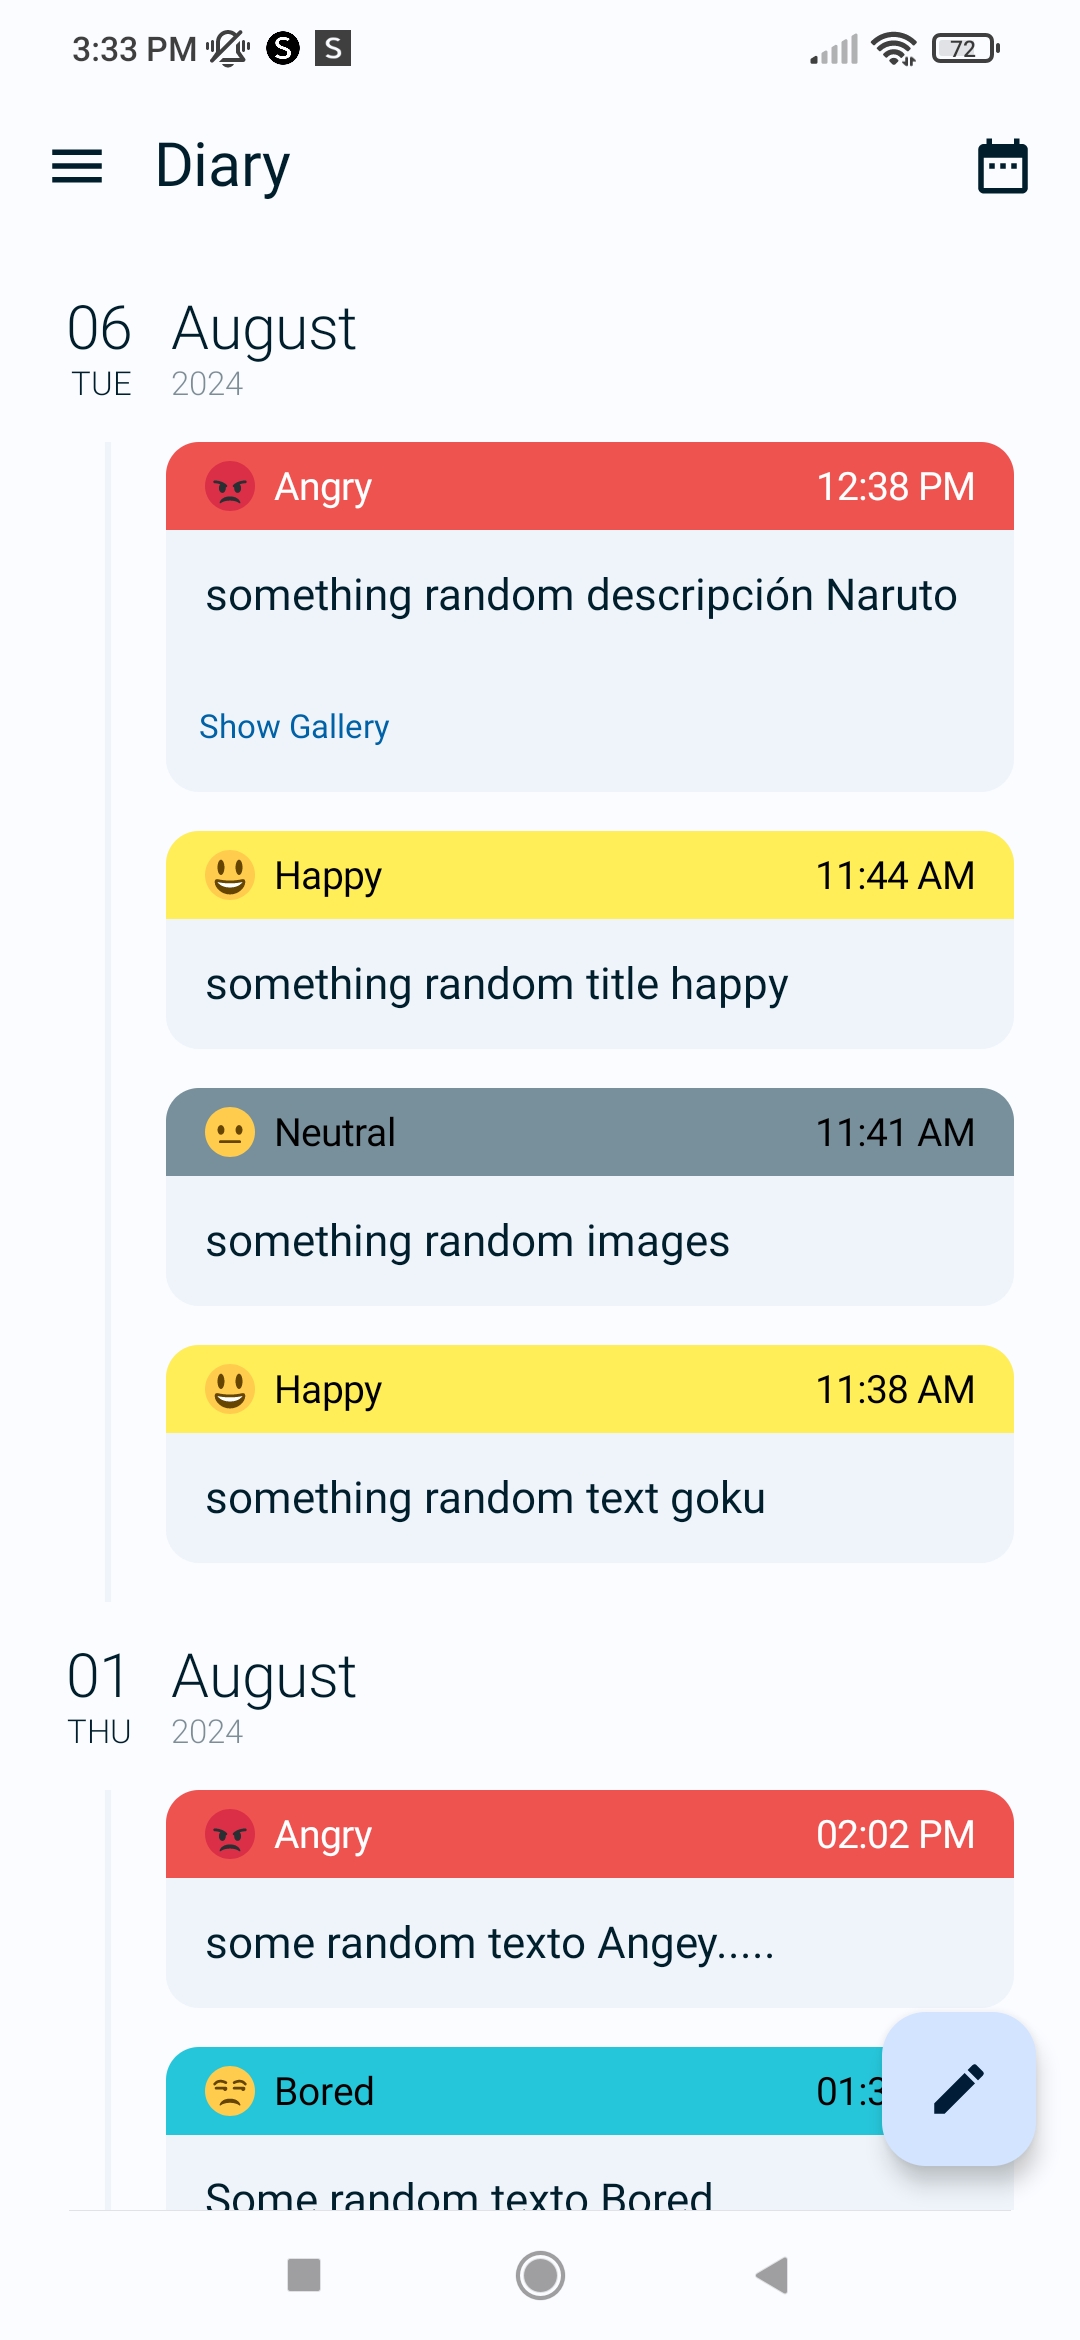 3:33 PM S S 72
Diary
06 August
TUE 2024
Angry 12:38 PM
something random descripción Naruto
Show Gallery
Happy 11:44 AM
something random title happy
Neutral 11:41 AM
something random images
Happy 11:38 AM
something random text goku
01 August
THU 2024
Angry 02:02 PM
some random texto Angey.....
Bored 01:3
Some random texto Bored